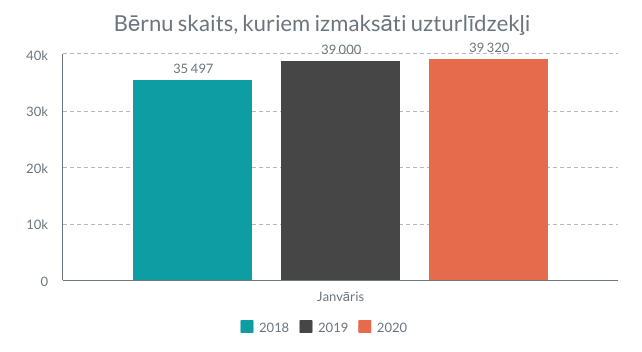 Bērnu skaits, kuriem izmaksāti uzturlīdzekļi
40k
30k
20k
10k
0
35 497
39 000
39 320
Janvāris
2018 2019 2020